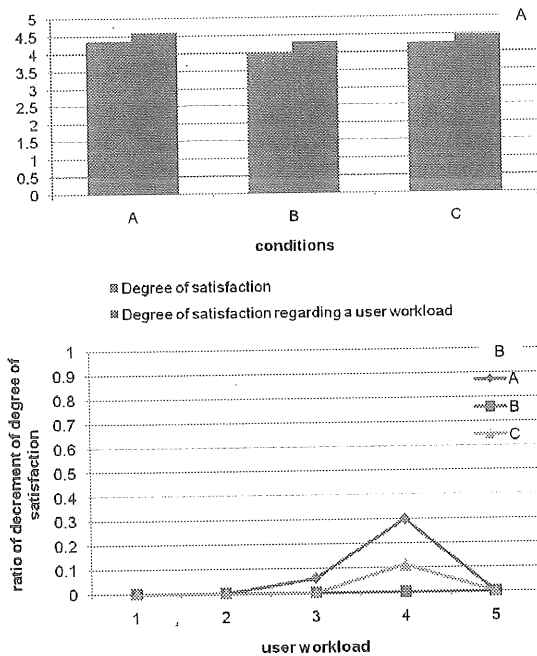 A
5
4.5
4
3.5
3
2.5
2
1.5
1
0.5
0
A B C
conditions
Degree of satisfaction
Degree of satisfaction regarding a user workload
B
1
0.9
0.8
0.7
0.6
0.5
0.4
0.3
0.2
0.1
0
ratio of decrement of degree of
satisfaction
A
B
C
1 2 3 4 5
user workload